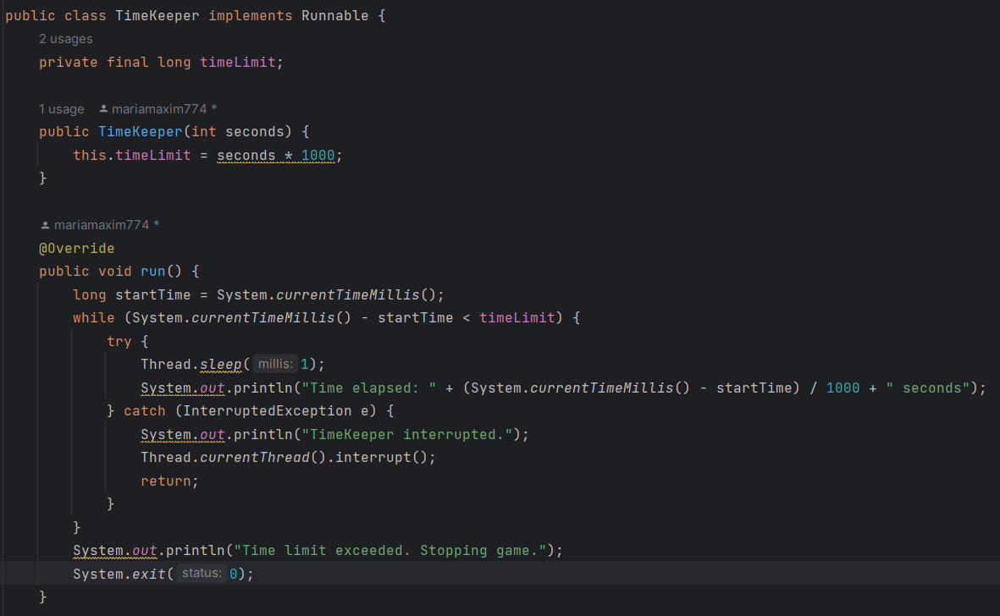 public class TimeKeeper implements Runnable {
2 usages
private final long timeLimit;
1 usage mariamaxim774 *
public TimeKeeper(int seconds) {
this.timeLimit = seconds * 1000;
}
mariamaxim774 *
@Override
public void run() {
long startTime = System.currentTimeMillis();
while (System.currentTimeMillis() - startTime < timeLimit) {
try {
Thread.sleep( millis: 1);
System.out.println("Time elapsed: " + (System.currentTimeMillis() - startTime) / 1000 + " seconds");
} catch (InterruptedException e) {
System.out.println("TimeKeeper interrupted.");
Thread.currentThread().interrupt();
return;
}
}
System.out.println("Time limit exceeded. Stopping game.");
System.exit( status: 0);
}